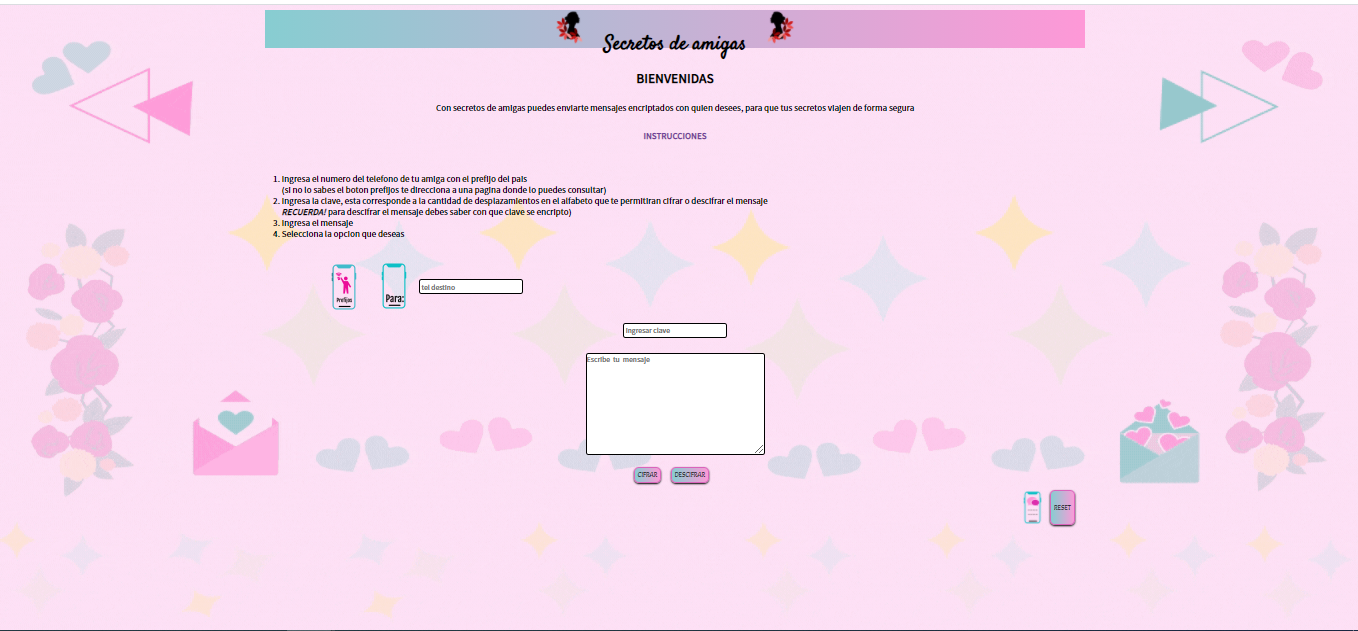 Secretos de amigas
BIENVENIDAS
Con secretos de amigas puedes enviarte mensajes encriptados con quien desees, para que tus secretos viajen de forma segura
INSTRUCCIONES
1. Ingresa el numero del telefono de tu amiga con el prefijo del pais
(si no lo sabes el boton prefijos te direcciona a una pagina donde lo puedes consultar)
2. Ingresa la clave, esta corresponde a la cantidad de desplazamientos en el alfabeto que te permitiran cifrar o descifrar el mensaje
RECUERDA! para descifrar el mensaje debes saber con que clave se encripto)
3. Ingresa el mensaje
4. Selecciona la opcion que deseas
Prefijos
Para:
tel destino
Ingresar clave
Escribe tu mensaje
CIFRAR
DESCIFRAR
RESET